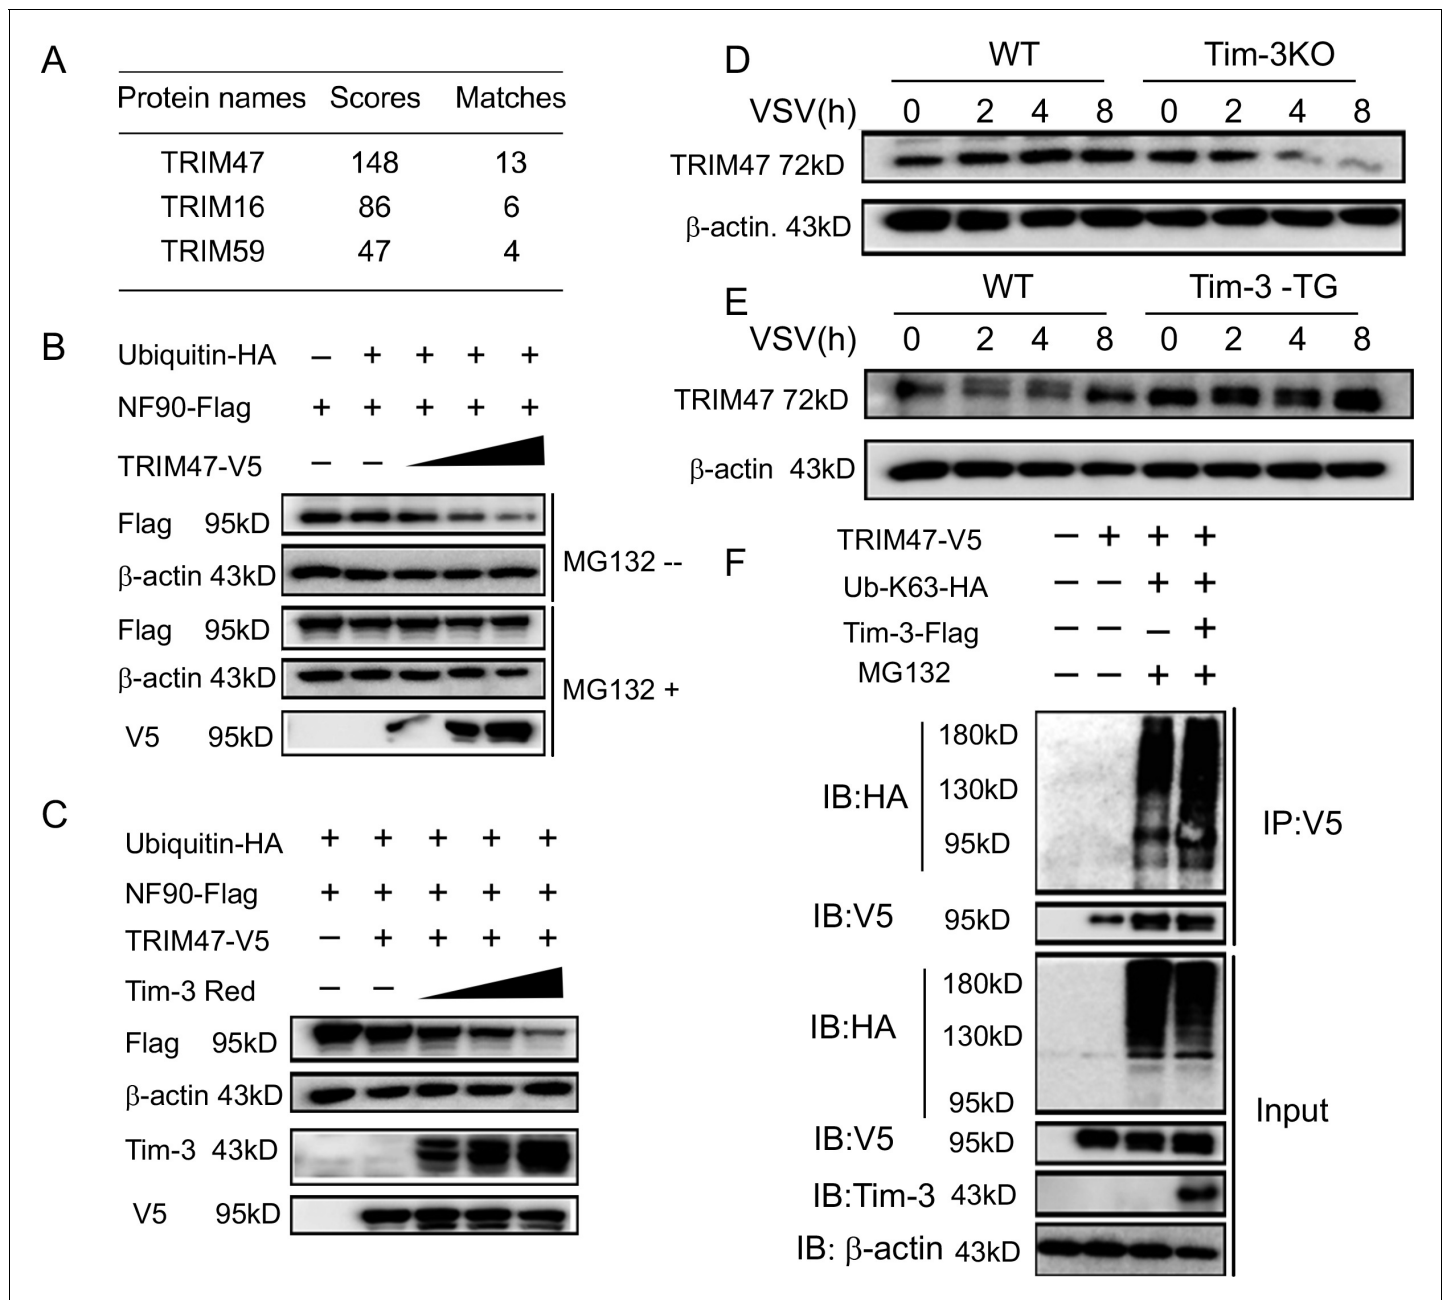 A
Protein names Scores Matches
TRIM47 148 13
TRIM16 86 6
TRIM59 47 4
B
Ubiquitin-HA – + + + +
NF90-Flag + + + + +
TRIM47-V5 – –
Flag 95kD
β-actin 43kD
MG132 --
Flag 95kD
β-actin 43kD
MG132 +
V5 95kD
C
Ubiquitin-HA + + + + +
NF90-Flag + + + + +
TRIM47-V5 – + + + +
Tim-3 Red – –
Flag 95kD
β-actin 43kD
Tim-3 43kD
V5 95kD
D
WT Tim-3KO
VSV(h) 0 2 4 8 0 2 4 8
TRIM47 72kD
β-actin. 43kD
E
WT Tim-3 -TG
VSV(h) 0 2 4 8 0 2 4 8
TRIM47 72kD
β-actin 43kD
F
TRIM47-V5 – + + +
Ub-K63-HA – – + +
Tim-3-Flag – – – +
MG132 – – + +
180kD
IB:HA 130kD
95kD
IP:V5
IB:V5 95kD
180kD
IB:HA 130kD
95kD
Input
IB:V5 95kD
IB:Tim-3 43kD
IB: β-actin 43kD